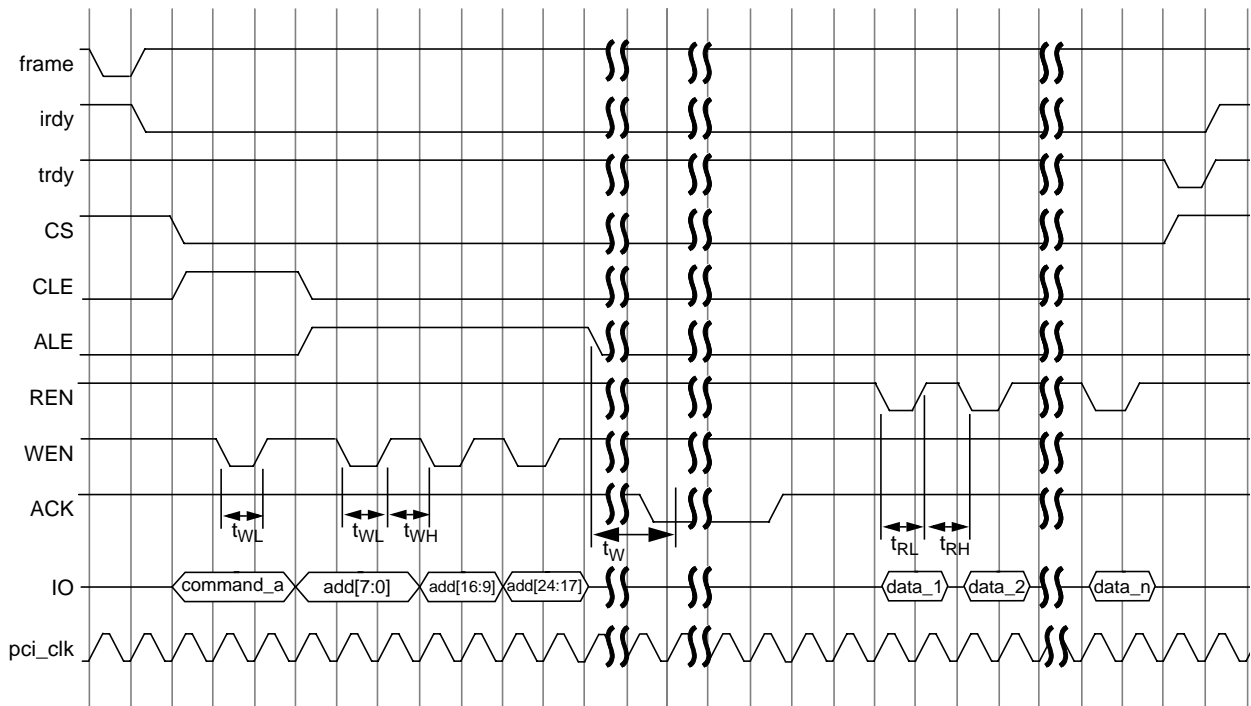 frame
irdy
trdy
CS
CLE
ALE
REN
WEN
ACK
tWL tWL tWH tW tRL tRH
IO command_a add[7:0] add[16:9] add[24:17] data_1 data_2 data_n
pci_clk